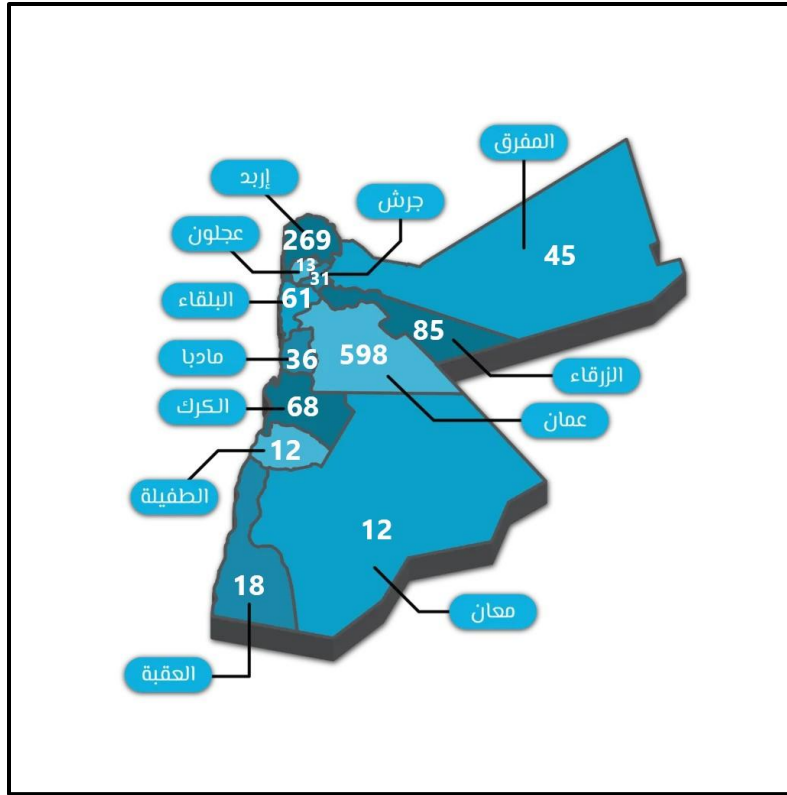 المفرق
إربد
جرش
عجلون
269
45
13
31
البلقاء
61
85
مادبا
36
598
الزرقاء
الكرك
68
عمان
12
الطفيلة
12
18
معان
العقبة